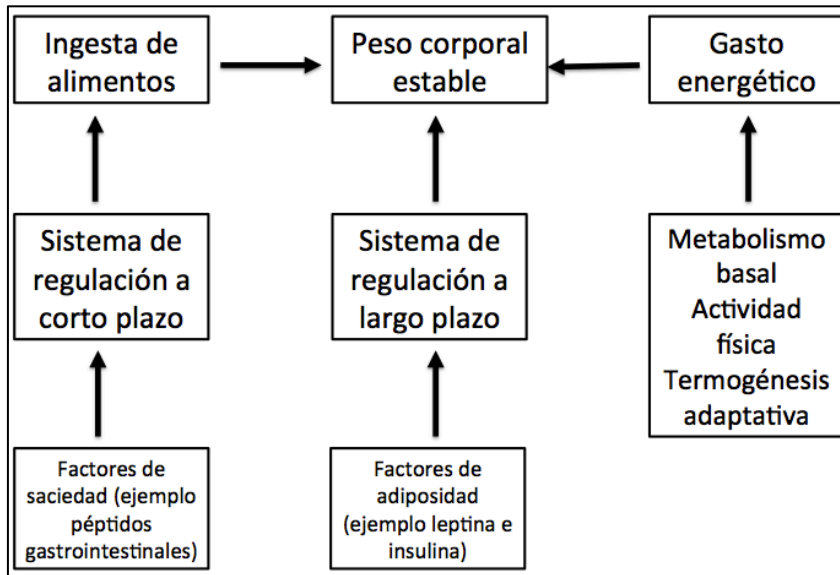 Ingesta de
alimentos
Peso corporal
estable
Gasto
energético
Sistema de
regulación a
corto plazo
Sistema de
regulación a
largo plazo
Metabolismo
basal
Actividad
física
Termogénesis
adaptativa
Factores de
saciedad (ejemplo
péptidos
gastrointestinales)
Factores de
adiposidad
(ejemplo leptina e
insulina)